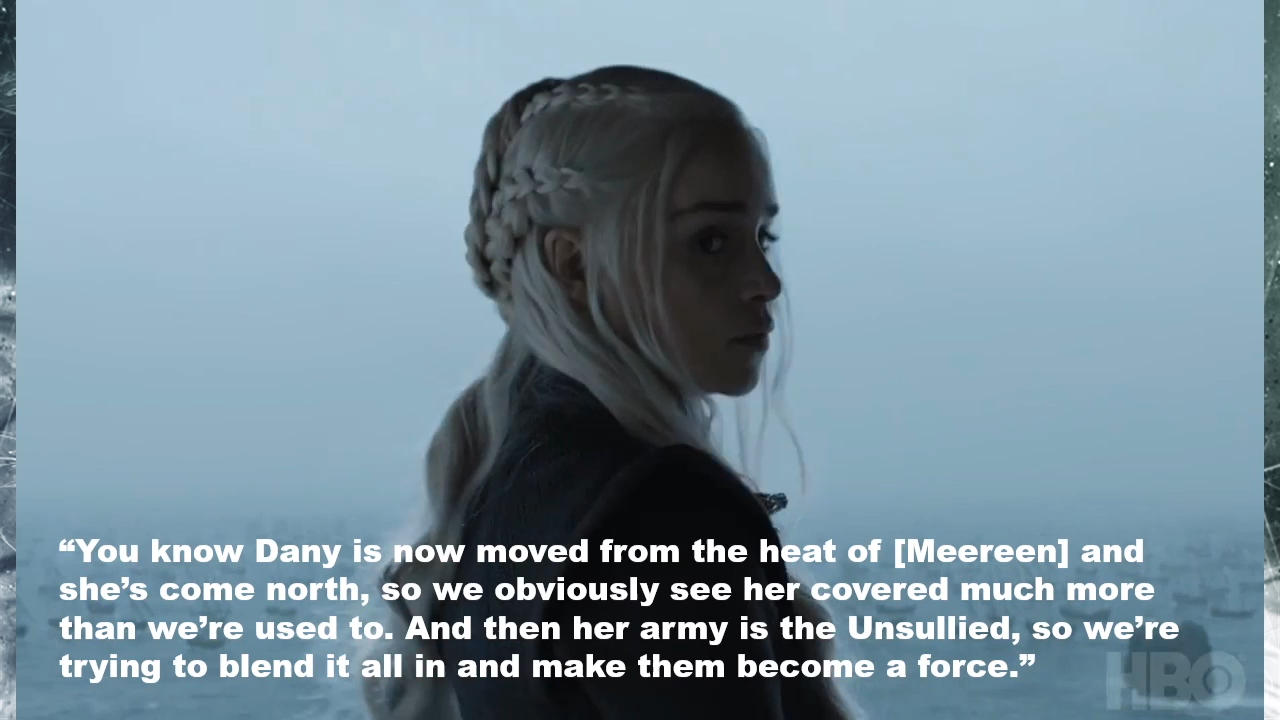 “You know Dany is now moved from the heat of [Meereen] and
she’s come north, so we obviously see her covered much more
than we’re used to. And then her army is the Unsullied, so we’re
trying to blend it all in and make them become a force.”
HBO